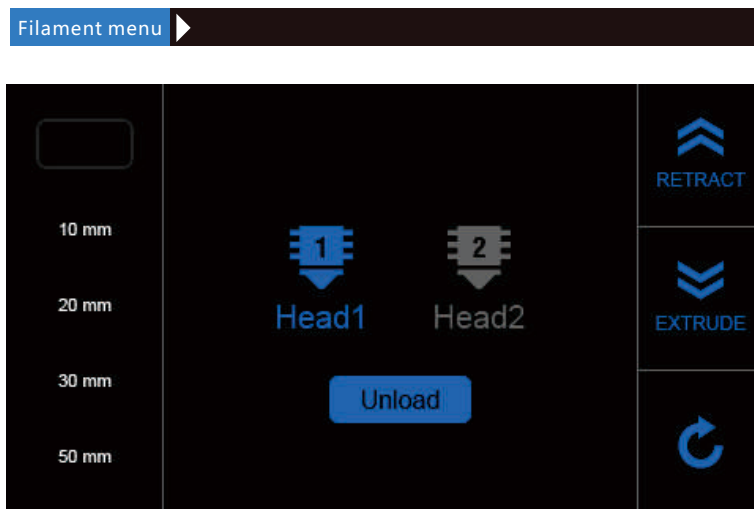 Filament menu
10 mm
20 mm
30 mm
50 mm
1
2
Head1
Head2
Unload
RETRACT
EXTRUDE